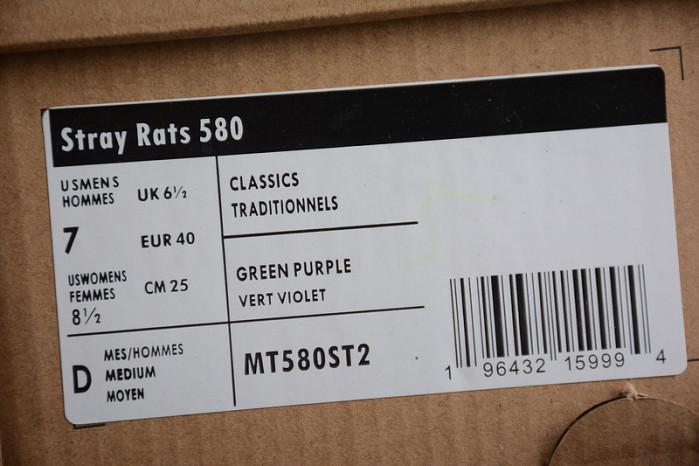 Stray Rats 580
USMENS
HOMMES
UK 6½
7
EUR 40
USWOMENS
FEMMES
CM 25
8½
D
MES/HOMMES
MEDIUM
MOYEN
CLASSICS
TRADITIONNELS
GREEN PURPLE
VERT VIOLET
MT580ST2
1 96432 15999 4